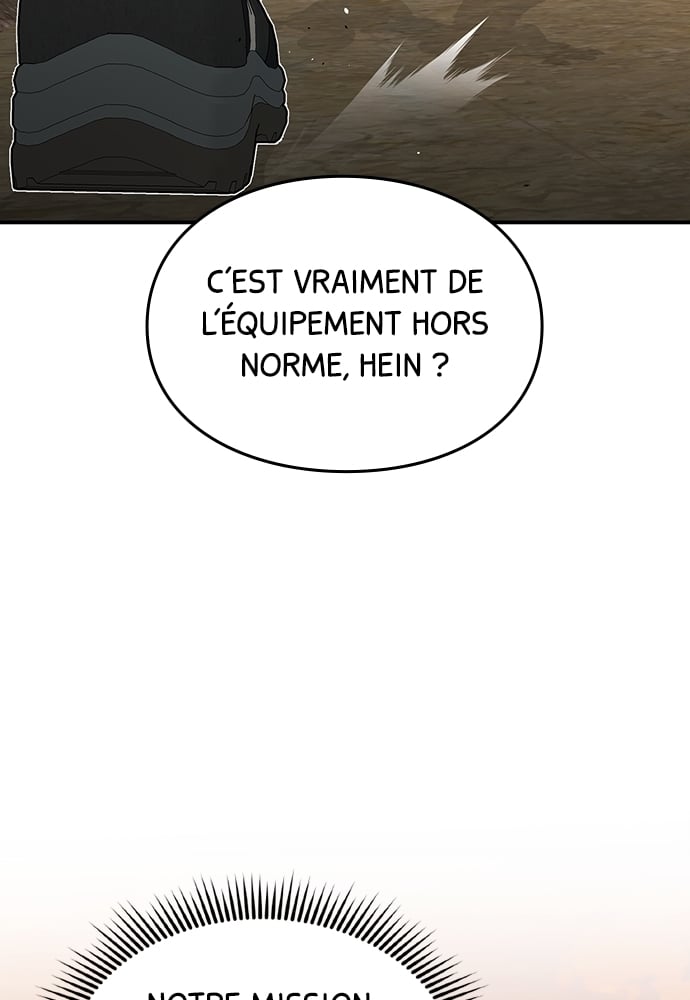 C'EST VRAIMENT DE
L'ÉQUIPEMENT HORS
NORME, HEIN ?
NOTRE MISSION